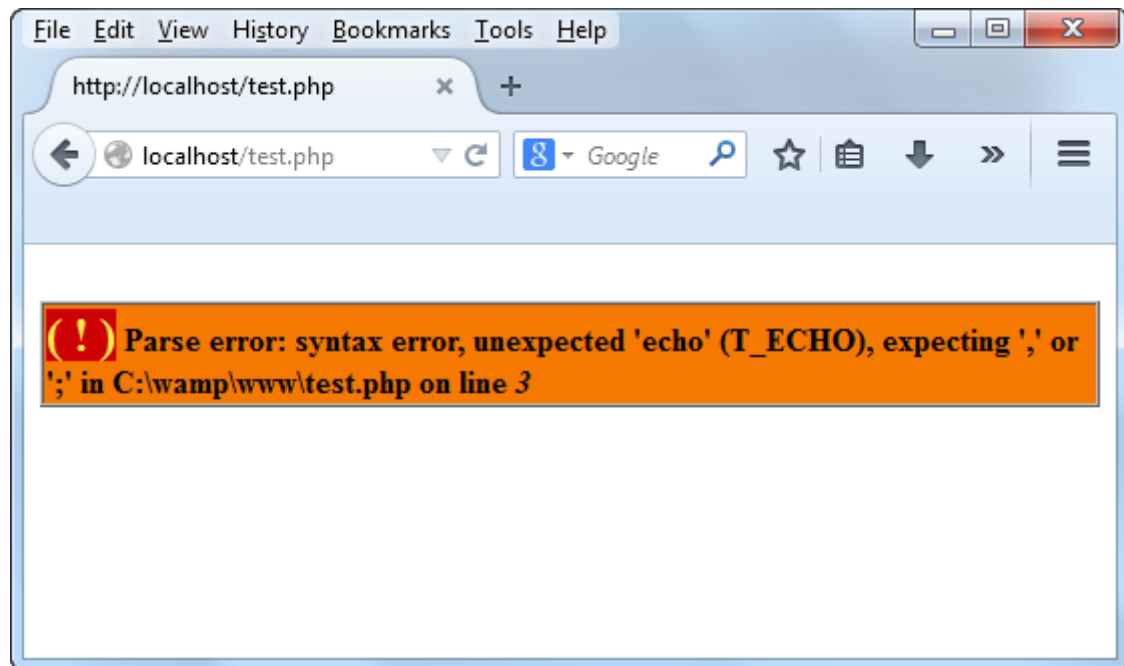 File Edit View History Bookmarks Tools Help
http://localhost/test.php
localhost/test.php
8 Google
( ! ) Parse error: syntax error, unexpected 'echo' (T_ECHO), expecting ',' or
';' in C:\wamp\www\test.php on line 3